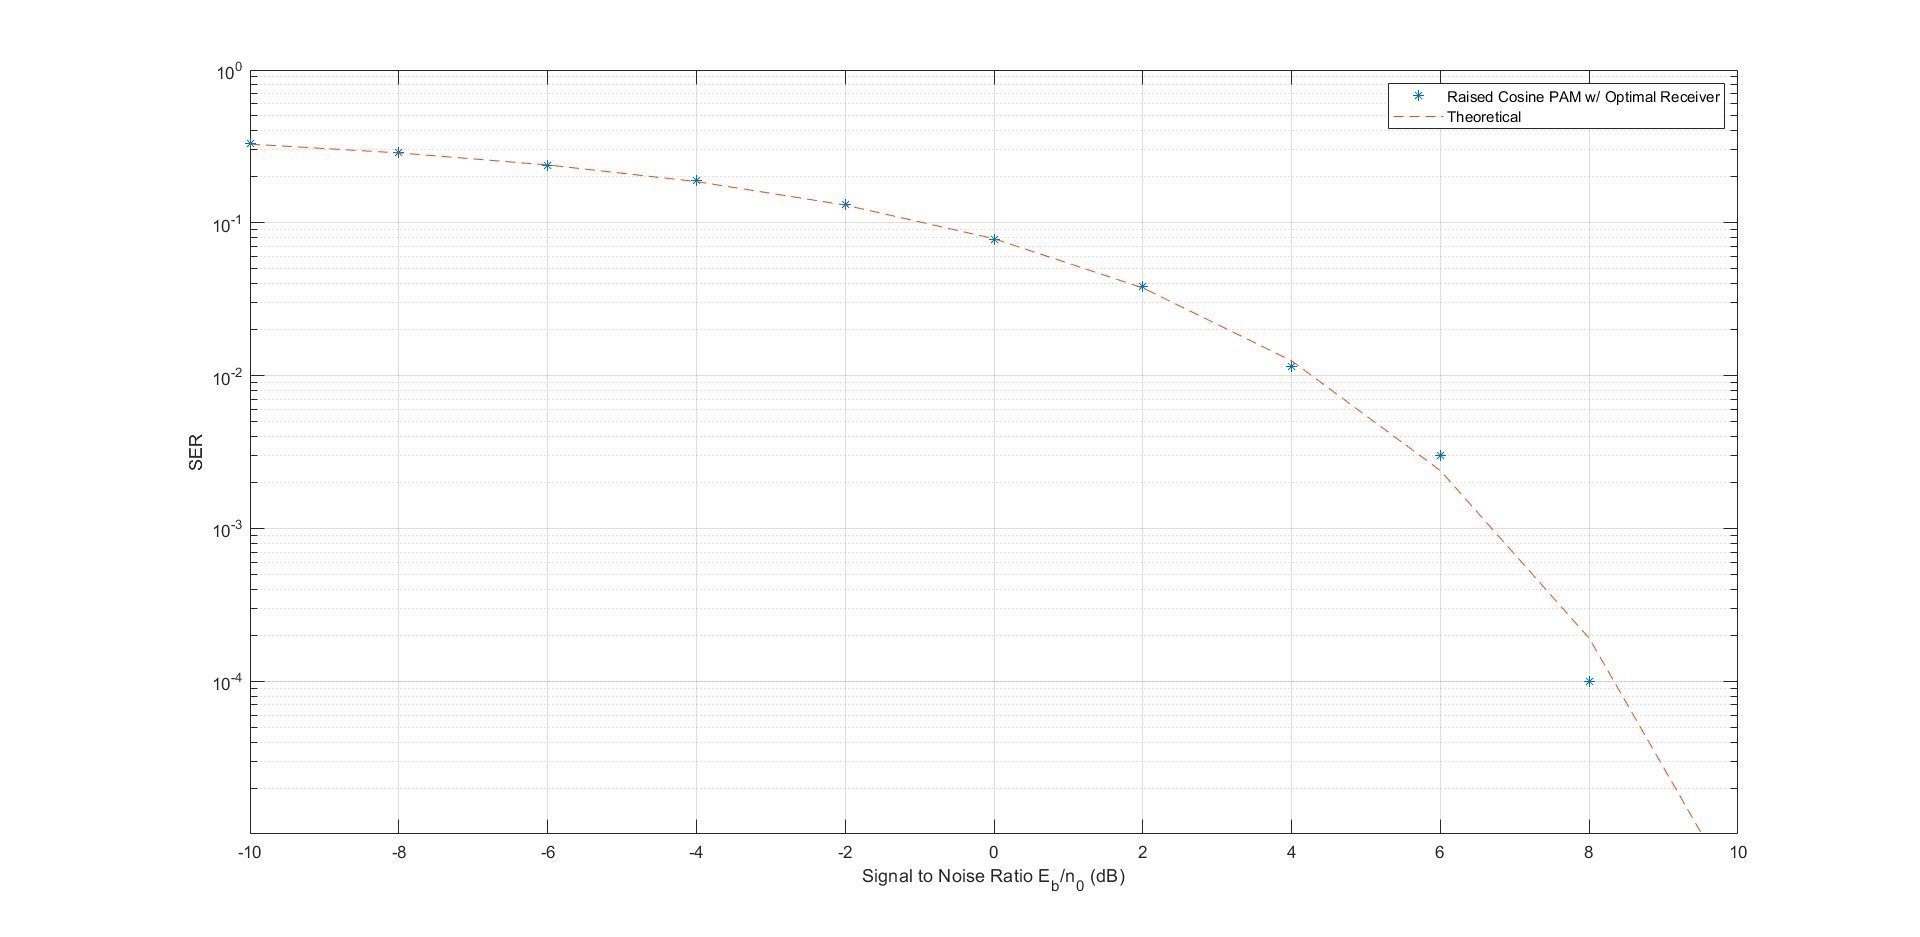 10^0
10^-1
10^-2
10^-3
10^-4
SER
Raised Cosine PAM w/ Optimal Receiver
Theoretical
-10 -8 -6 -4 -2 0 2 4 6 8 10
Signal to Noise Ratio E_b/n_0 (dB)